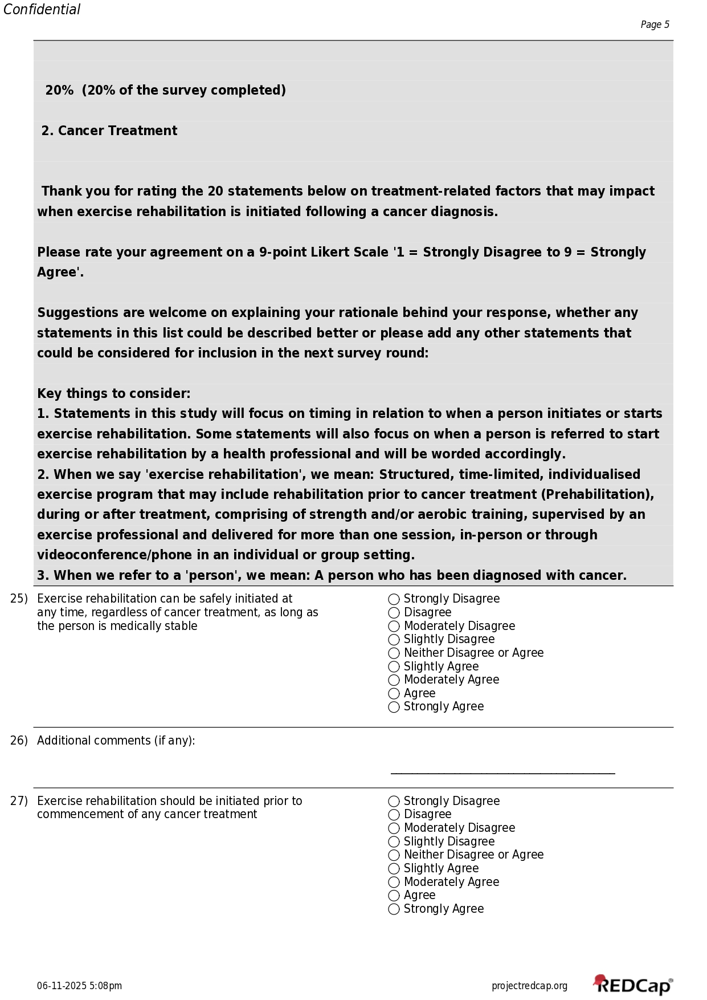 Confidential
Page 5
20% (20% of the survey completed)
2. Cancer Treatment
Thank you for rating the 20 statements below on treatment-related factors that may impact
when exercise rehabilitation is initiated following a cancer diagnosis.
Please rate your agreement on a 9-point Likert Scale '1 = Strongly Disagree to 9 = Strongly
Agree'.
Suggestions are welcome on explaining your rationale behind your response, whether any
statements in this list could be described better or please add any other statements that
could be considered for inclusion in the next survey round:
Key things to consider:
1. Statements in this study will focus on timing in relation to when a person initiates or starts
exercise rehabilitation. Some statements will also focus on when a person is referred to start
exercise rehabilitation by a health professional and will be worded accordingly.
2. When we say 'exercise rehabilitation', we mean: Structured, time-limited, individualised
exercise program that may include rehabilitation prior to cancer treatment (Prehabilitation),
during or after treatment, comprising of strength and/or aerobic training, supervised by an
exercise professional and delivered for more than one session, in-person or through
videoconference/phone in an individual or group setting.
3. When we refer to a 'person', we mean: A person who has been diagnosed with cancer.
25) Exercise rehabilitation can be safely initiated at
any time, regardless of cancer treatment, as long as
the person is medically stable
Strongly Disagree
Disagree
Moderately Disagree
Slightly Disagree
Neither Disagree or Agree
Slightly Agree
Moderately Agree
Agree
Strongly Agree
26) Additional comments (if any):
27) Exercise rehabilitation should be initiated prior to
commencement of any cancer treatment
Strongly Disagree
Disagree
Moderately Disagree
Slightly Disagree
Neither Disagree or Agree
Slightly Agree
Moderately Agree
Agree
Strongly Agree
06-11-2025 5:08pm
projectredcap.org
REDCap®